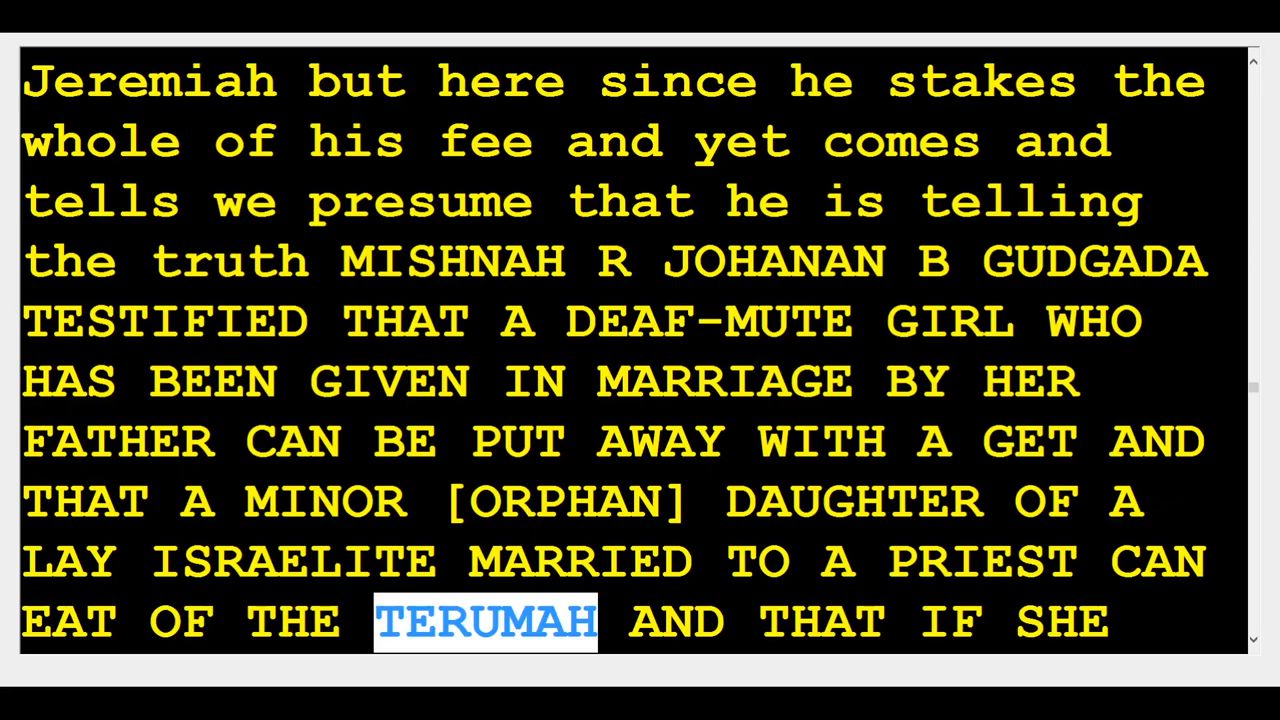 Jeremiah but here since he stakes the
whole of his fee and yet comes and
tells we presume that he is telling
the truth MISHNAH R JOHANAN B GUDGADA
TESTIFIED THAT A DEAF-MUTE GIRL WHO
HAS BEEN GIVEN IN MARRIAGE BY HER
FATHER CAN BE PUT AWAY WITH A GET AND
THAT A MINOR [ORPHAN] DAUGHTER OF A
LAY ISRAELITE MARRIED TO A PRIEST CAN
EAT OF THE TERUMAH AND THAT IF SHE